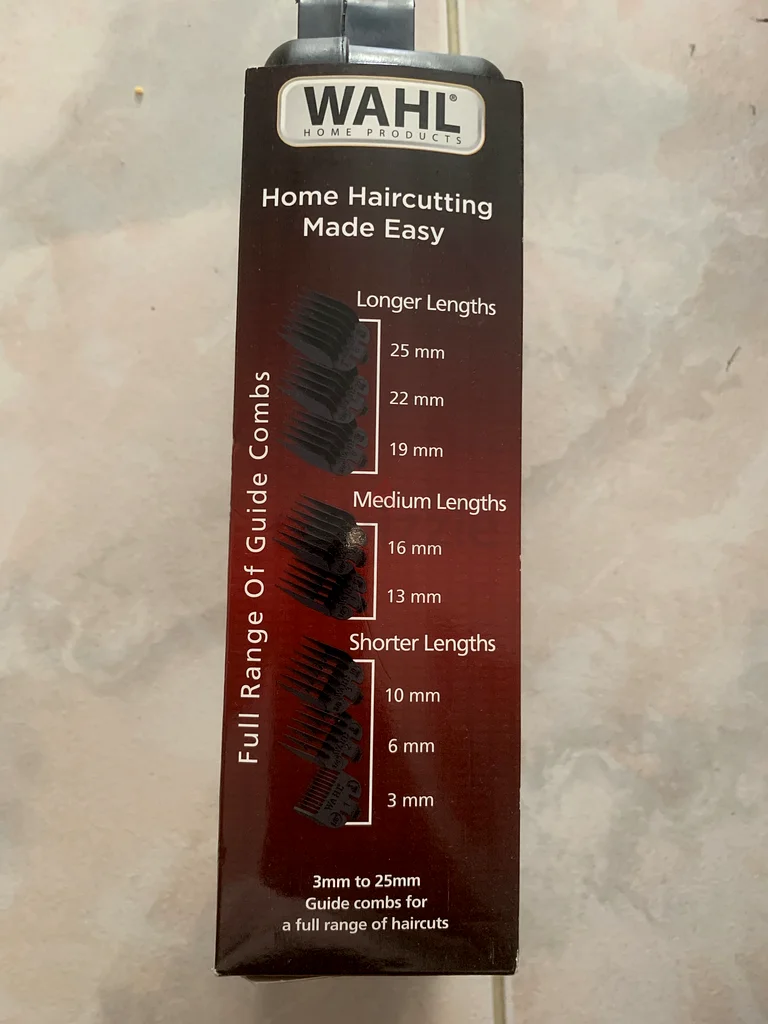 WAHL®
HOME PRODUCTS
Home Haircutting
Made Easy
Full Range Of Guide Combs
Longer Lengths
25 mm
22 mm
19 mm
Medium Lengths
16 mm
13 mm
Shorter Lengths
10 mm
6 mm
3 mm
WAHL
3mm to 25mm
Guide combs for
a full range of haircuts